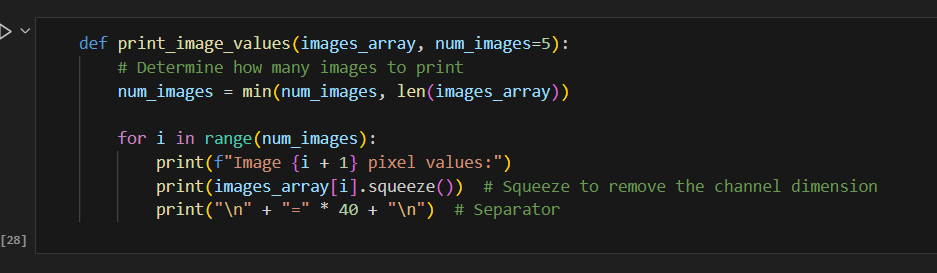 def print_image_values(images_array, num_images=5):
    # Determine how many images to print
    num_images = min(num_images, len(images_array))

    for i in range(num_images):
        print(f"Image {i + 1} pixel values:")
        print(images_array[i].squeeze())  # Squeeze to remove the channel dimension
        print("\n" + "=" * 40 + "\n")  # Separator
[28]